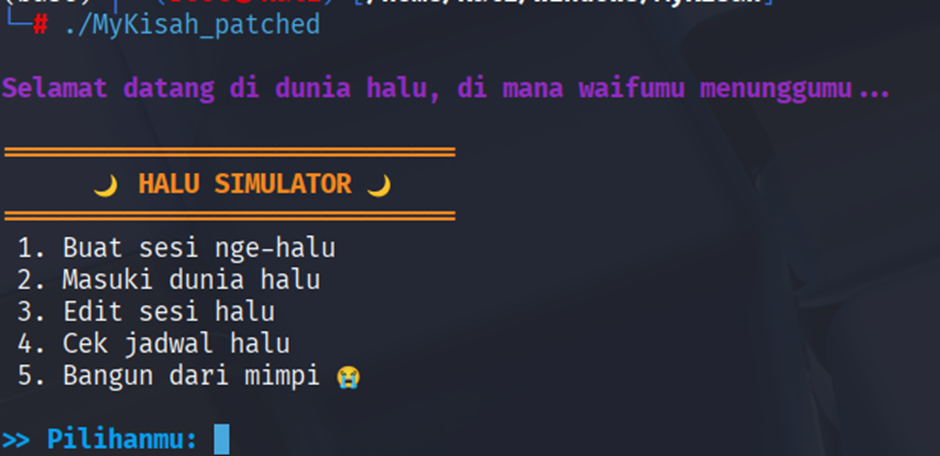 └─# ./MyKisah_patched
Selamat datang di dunia halu, di mana waifumu menunggumu...
🌙 HALU SIMULATOR 🌙
1. Buat sesi nge-halu
2. Masuki dunia halu
3. Edit sesi halu
4. Cek jadwal halu
5. Bangun dari mimpi 😭
>> Pilihanmu: